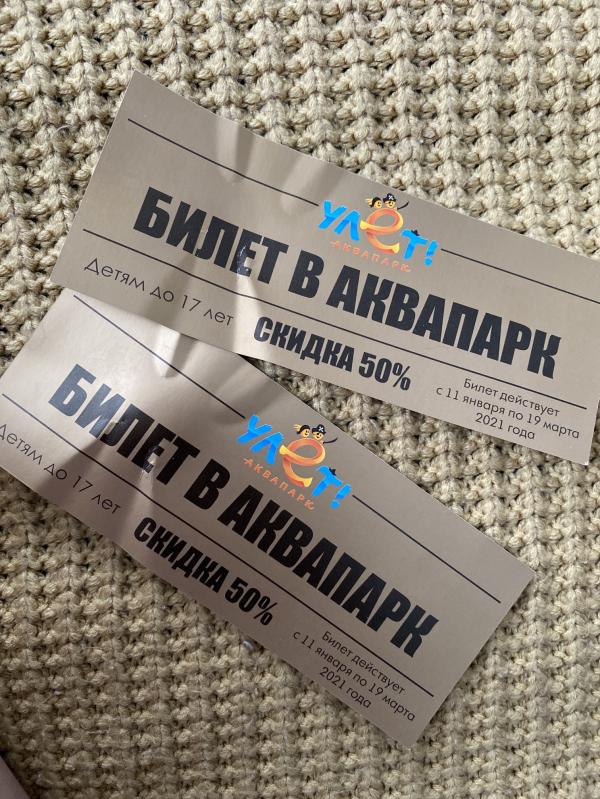 УЛЁТ!
АКВАПАРК
БИЛЕТ В АКВАПАРК
Детям до 17 лет
СКИДКА 50%
Билет действует
с 11 января по 19 марта
2021 года
УЛЁТ!
АКВАПАРК
БИЛЕТ В АКВАПАРК
Детям до 17 лет
СКИДКА 50%
Билет действует
с 11 января по 19 марта
2021 года